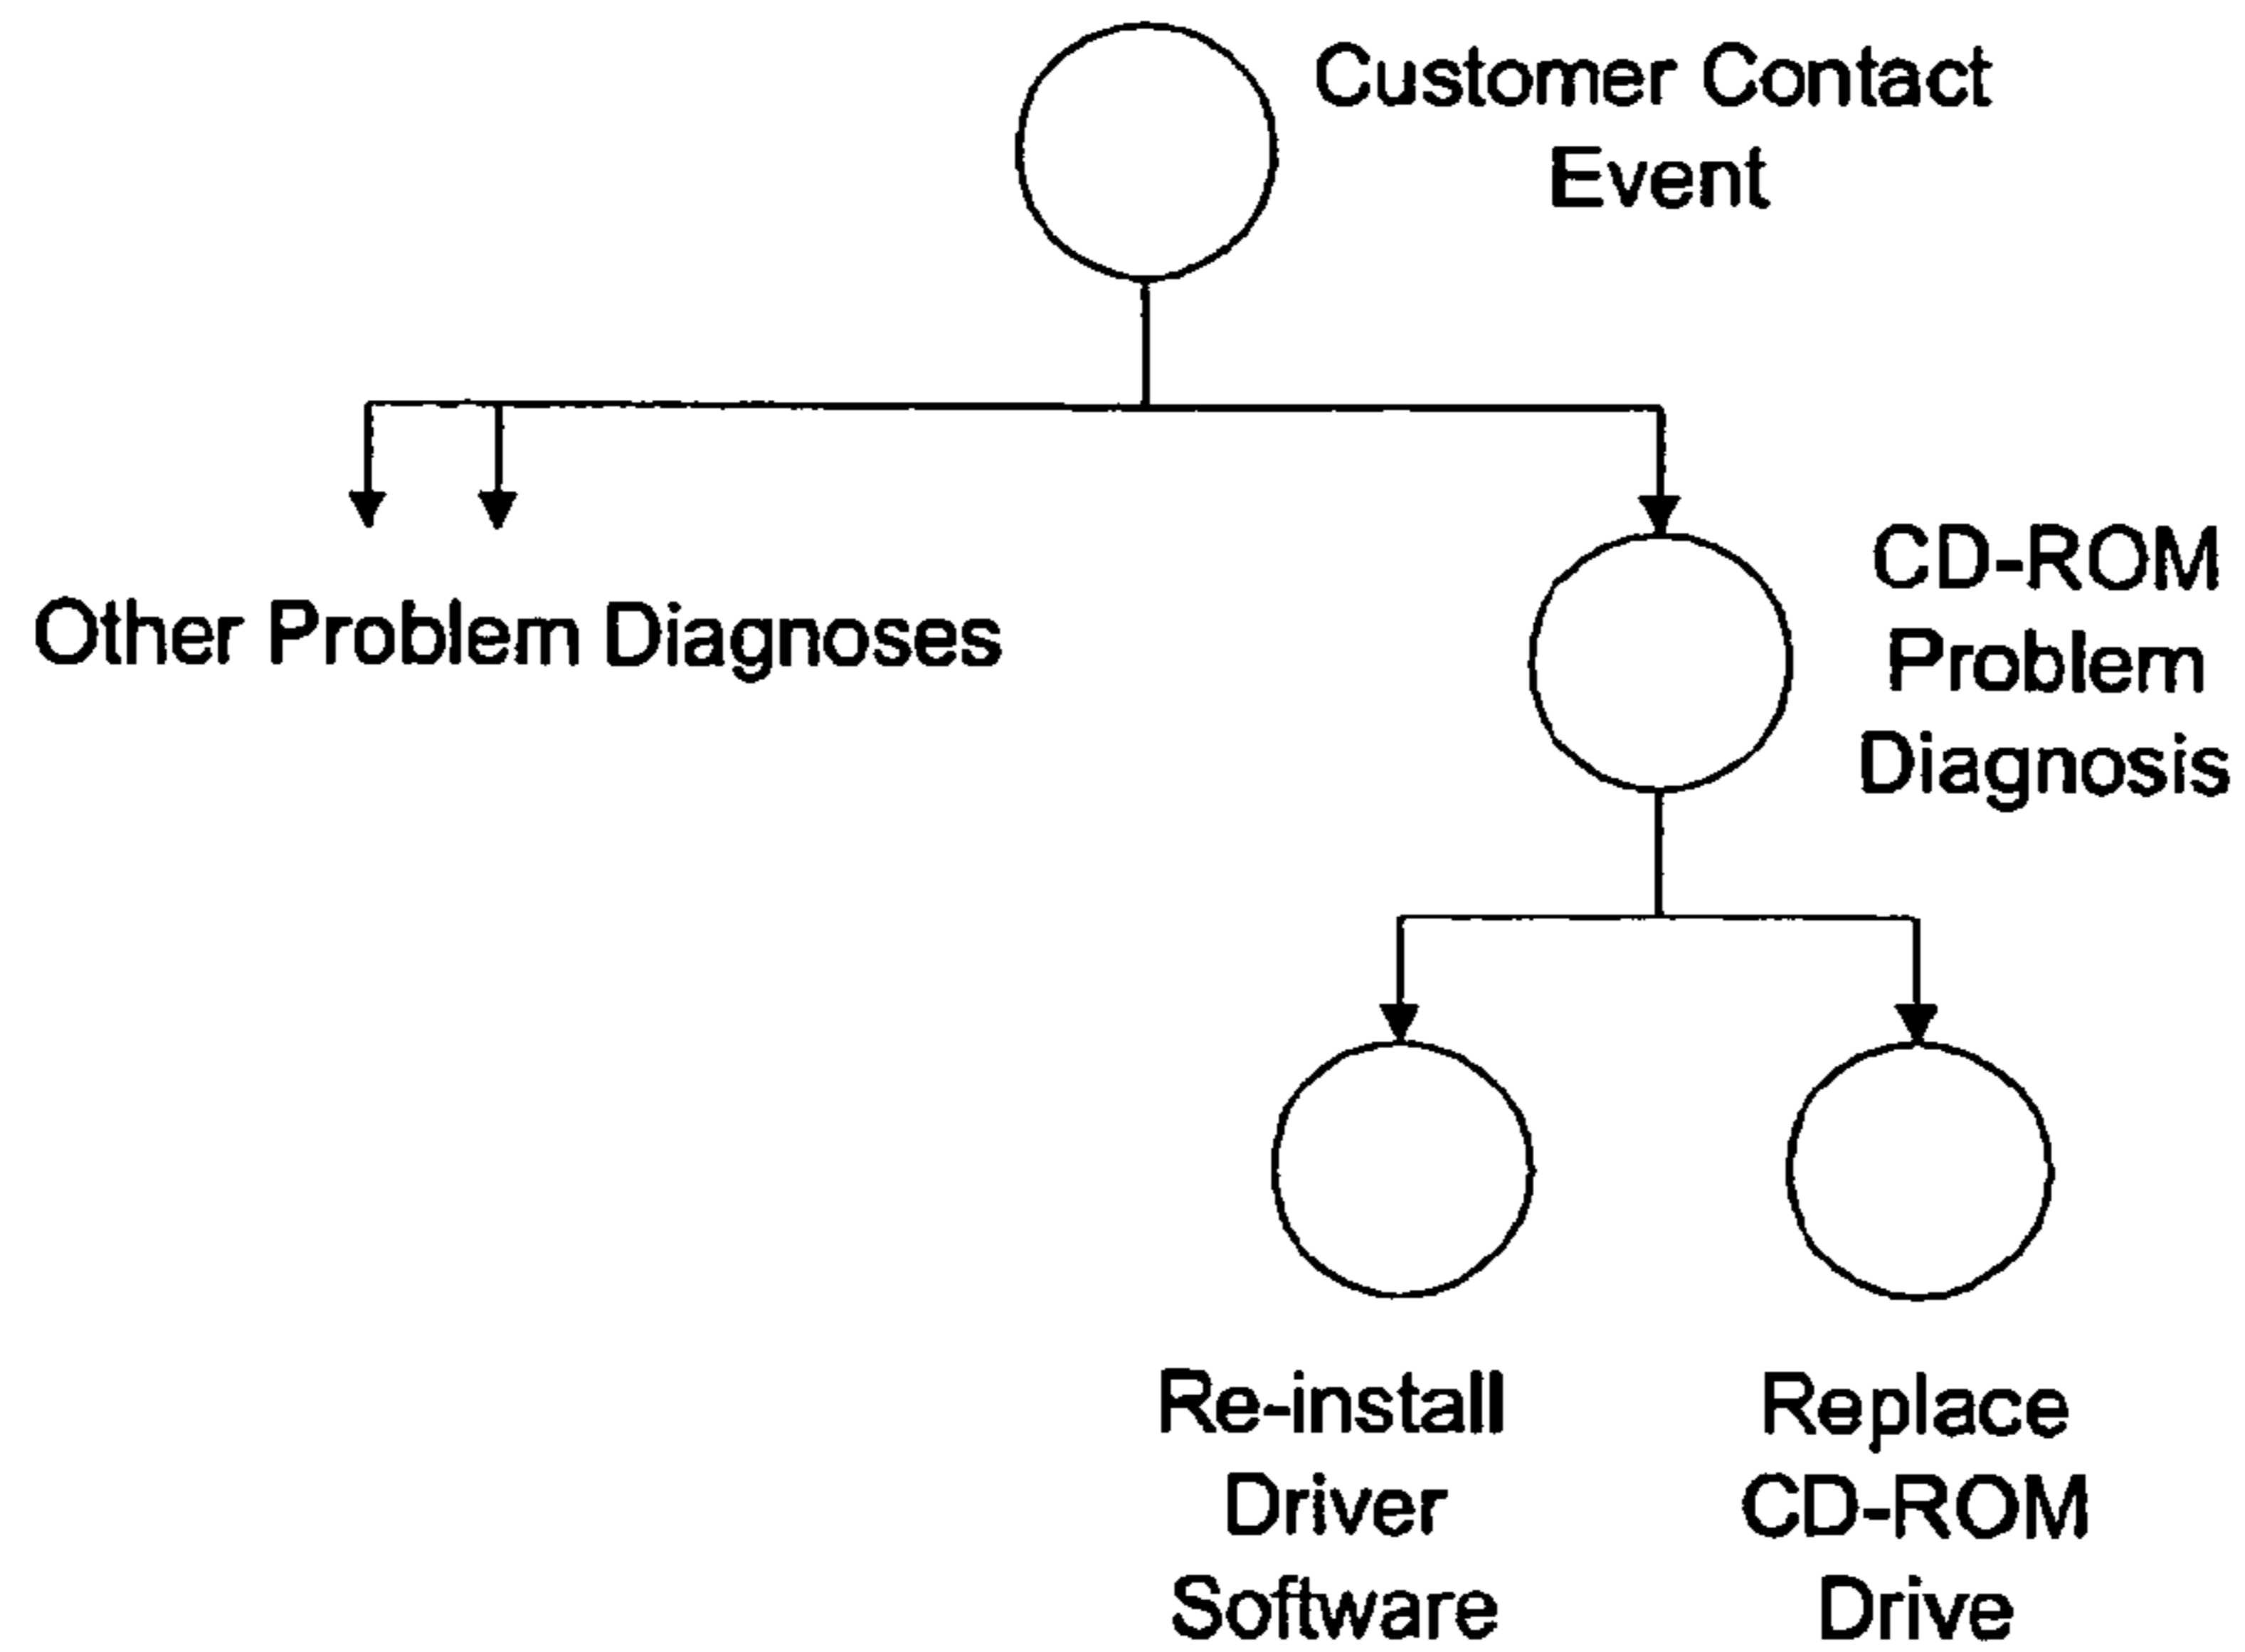 Customer Contact
Event
Other Problem Diagnoses
CD-ROM
Problem
Diagnosis
Re-install
Driver
Software
Replace
CD-ROM
Drive